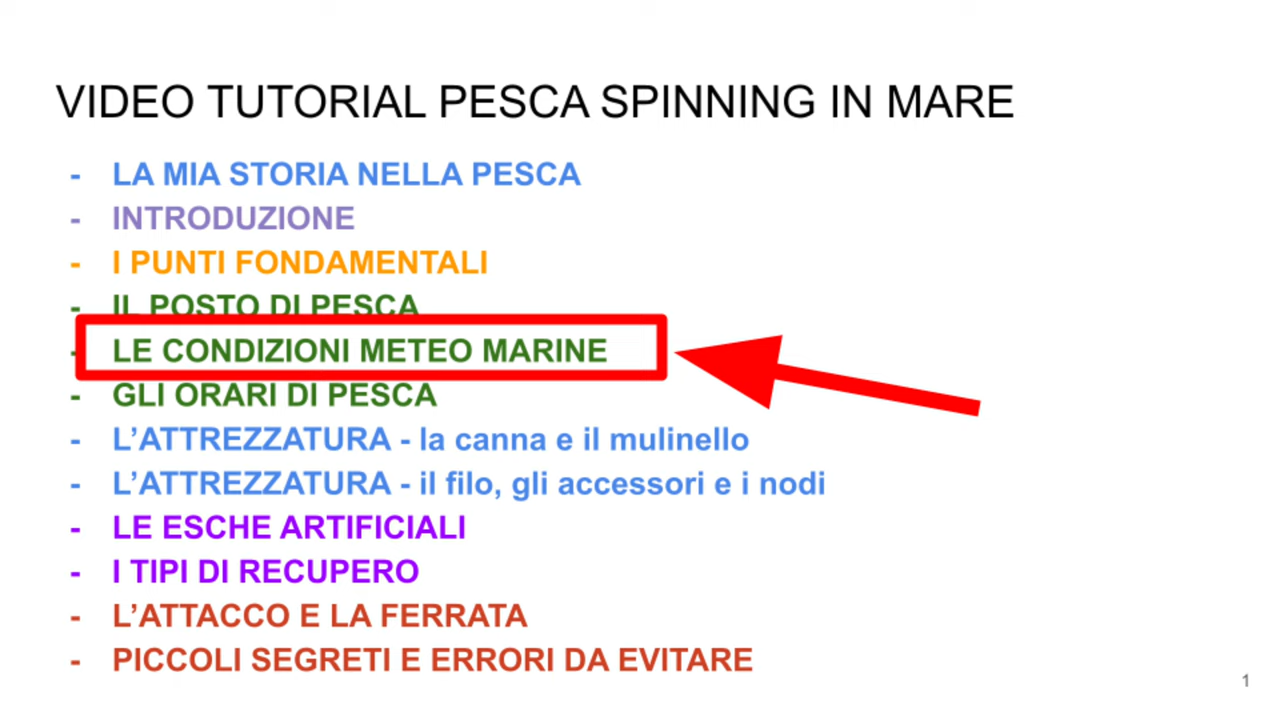 VIDEO TUTORIAL PESCA SPINNING IN MARE
- LA MIA STORIA NELLA PESCA
- INTRODUZIONE
- I PUNTI FONDAMENTALI
- IL POSTO DI PESCA
- LE CONDIZIONI METEO MARINE
- GLI ORARI DI PESCA
- L’ATTREZZATURA - la canna e il mulinello
- L’ATTREZZATURA - il filo, gli accessori e i nodi
- LE ESCHE ARTIFICIALI
- I TIPI DI RECUPERO
- L’ATTACCO E LA FERRATA
- PICCOLI SEGRETI E ERRORI DA EVITARE
1